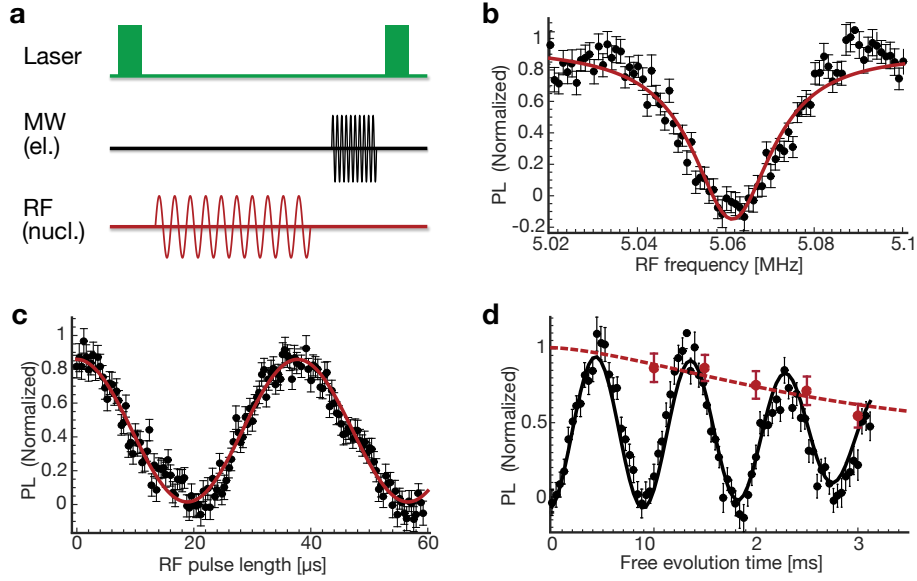 a
Laser
MW
(el.)
RF
(nucl.)
b
PL (Normalized)
1
0.8
0.6
0.4
0.2
0
-0.2
5.02
5.04
5.06
5.08
5.1
RF frequency [MHz]
c
PL (Normalized)
1
0.8
0.6
0.4
0.2
0
0
20
40
60
RF pulse length [µs]
d
PL (Normalized)
1
0.5
0
0
10
2
3
Free evolution time [ms]